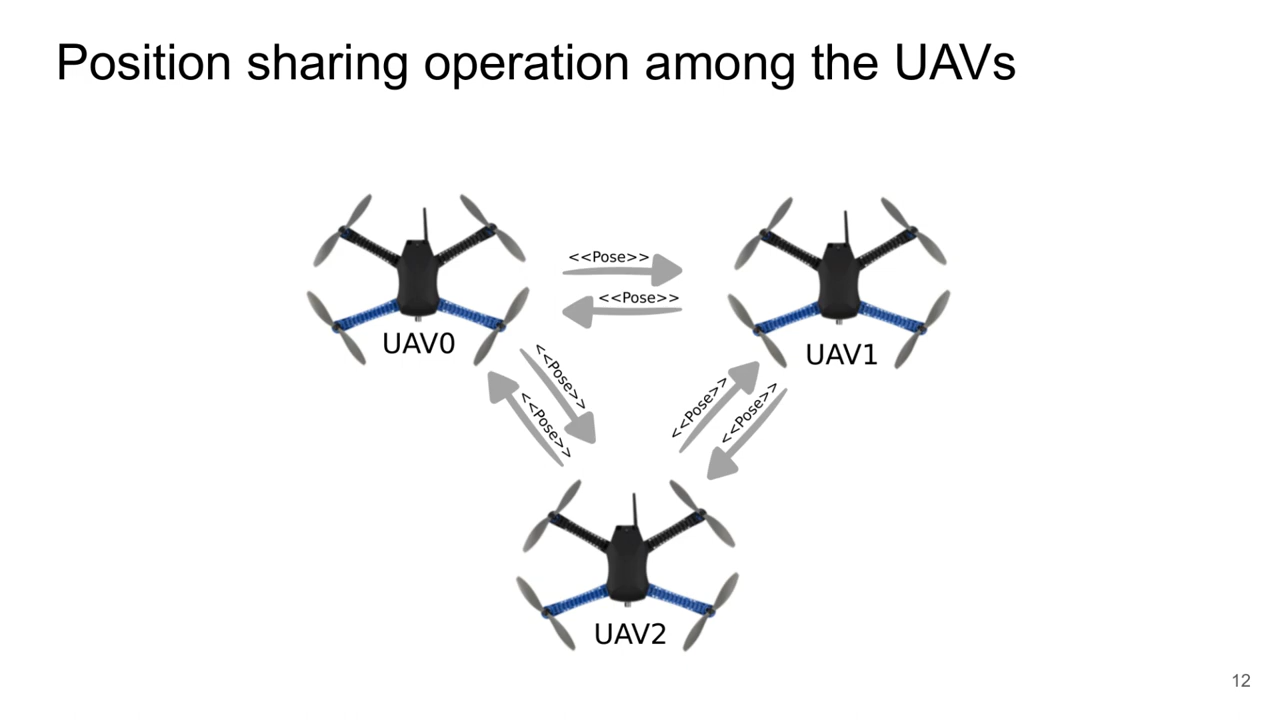 Position sharing operation among the UAVs
<<Pose>>
<<Pose>>
UAV0
UAV1
<<Pose>>
<<Pose>>
<<Pose>>
<<Pose>>
UAV2
12